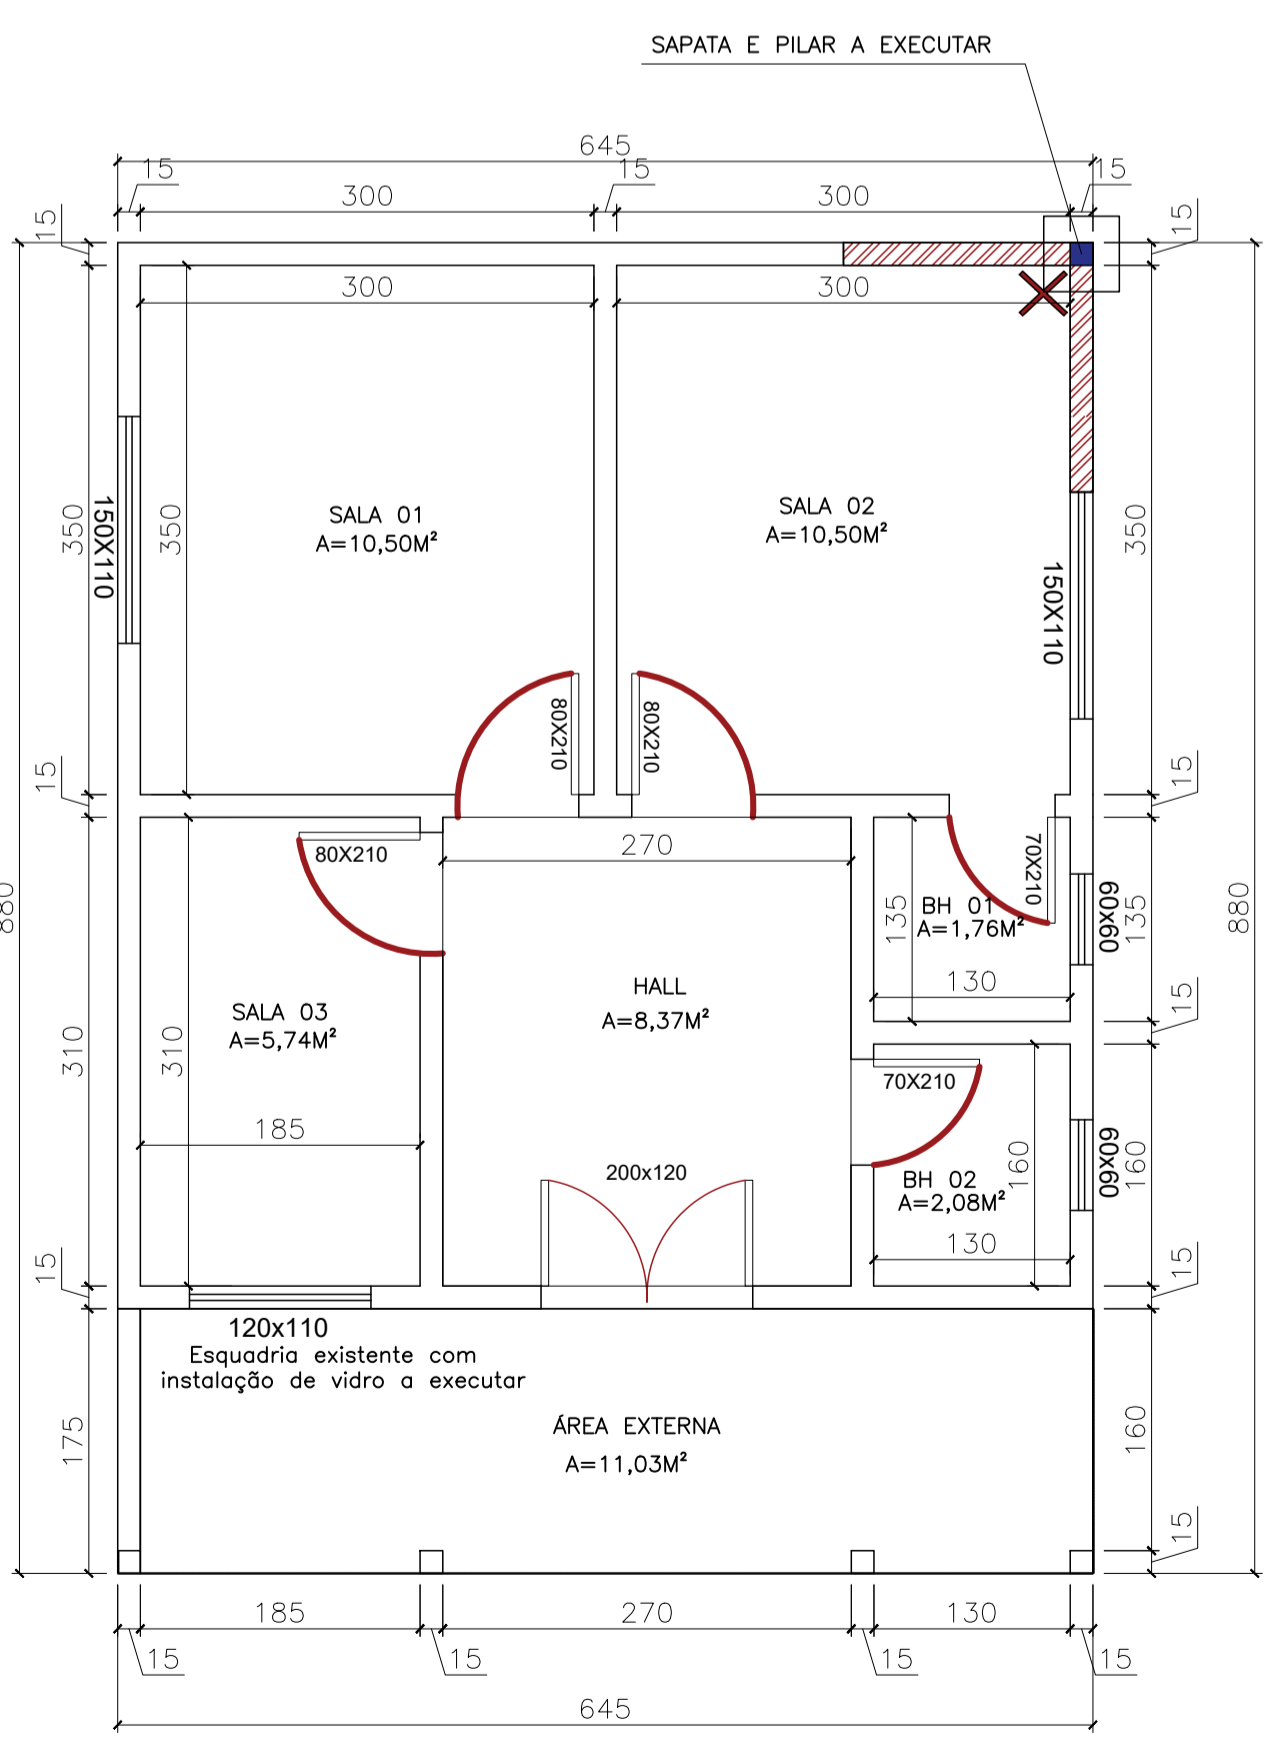 SAPATA E PILAR A EXECUTAR
645
15
15
15
300
300
15
15
300
300
350
150X110
350
SALA 01
A=10,50M²
SALA 02
A=10,50M²
150X110
350
80X210
80X210
15
15
80X210
270
70X210
135
BH 01
A=1,76M²
60x60
135
880
880
130
HALL
A=8,37M²
SALA 03
A=5,74M²
15
310
310
70X210
185
200x120
160
60x60
160
BH 02
A=2,08M²
130
15
15
120x110
Esquadria existente com
instalação de vidro a executar
ÁREA EXTERNA
A=11,03M²
175
160
15
185
270
130
15
15
15
15
645